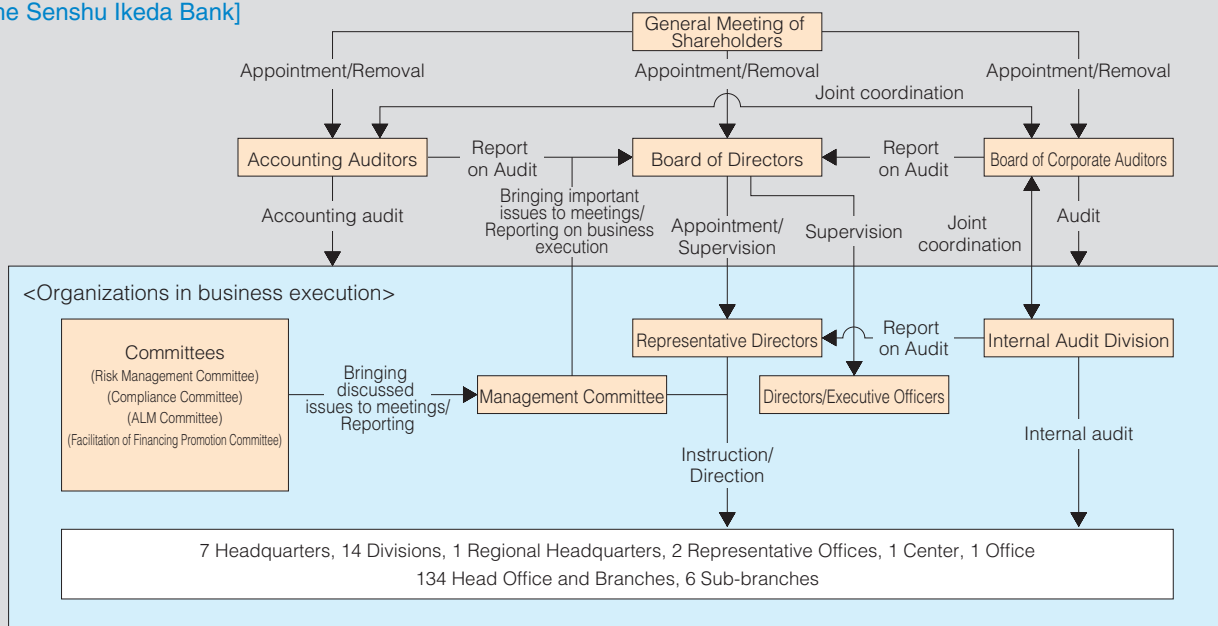 ne Senshu Ikeda Bank]
General Meeting of
Shareholders
Appointment/Removal
Appointment/Removal
Appointment/Removal
Joint coordination
Accounting Auditors
Report
on Audit
Board of Directors
Report
on Audit
Board of Corporate Auditors
Accounting audit
Bringing important
issues to meetings/
Reporting on business
execution
Appointment/
Supervision
Supervision
Joint
coordination
Audit
<Organizations in business execution>
Committees
(Risk Management Committee)
(Compliance Committee)
(ALM Committee)
(Facilitation of Financing Promotion Committee)
Bringing
discussed
issues to meetings/
Reporting
Management Committee
Representative Directors
Report
on Audit
Internal Audit Division
Directors/Executive Officers
Instruction/
Direction
Internal audit
7 Headquarters, 14 Divisions, 1 Regional Headquarters, 2 Representative Offices, 1 Center, 1 Office
134 Head Office and Branches, 6 Sub-branches